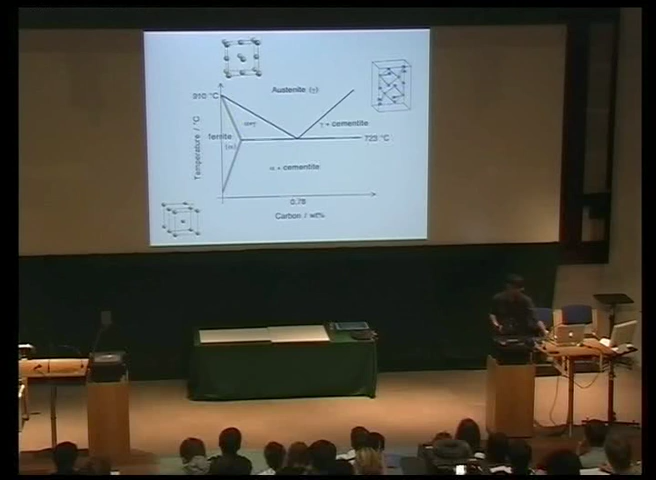 Austenite (γ)
910 °C
α+γ
γ + cementite
ferrite
(α)
723 °C
Temperature / °C
α + cementite
0.78
Carbon / wt%